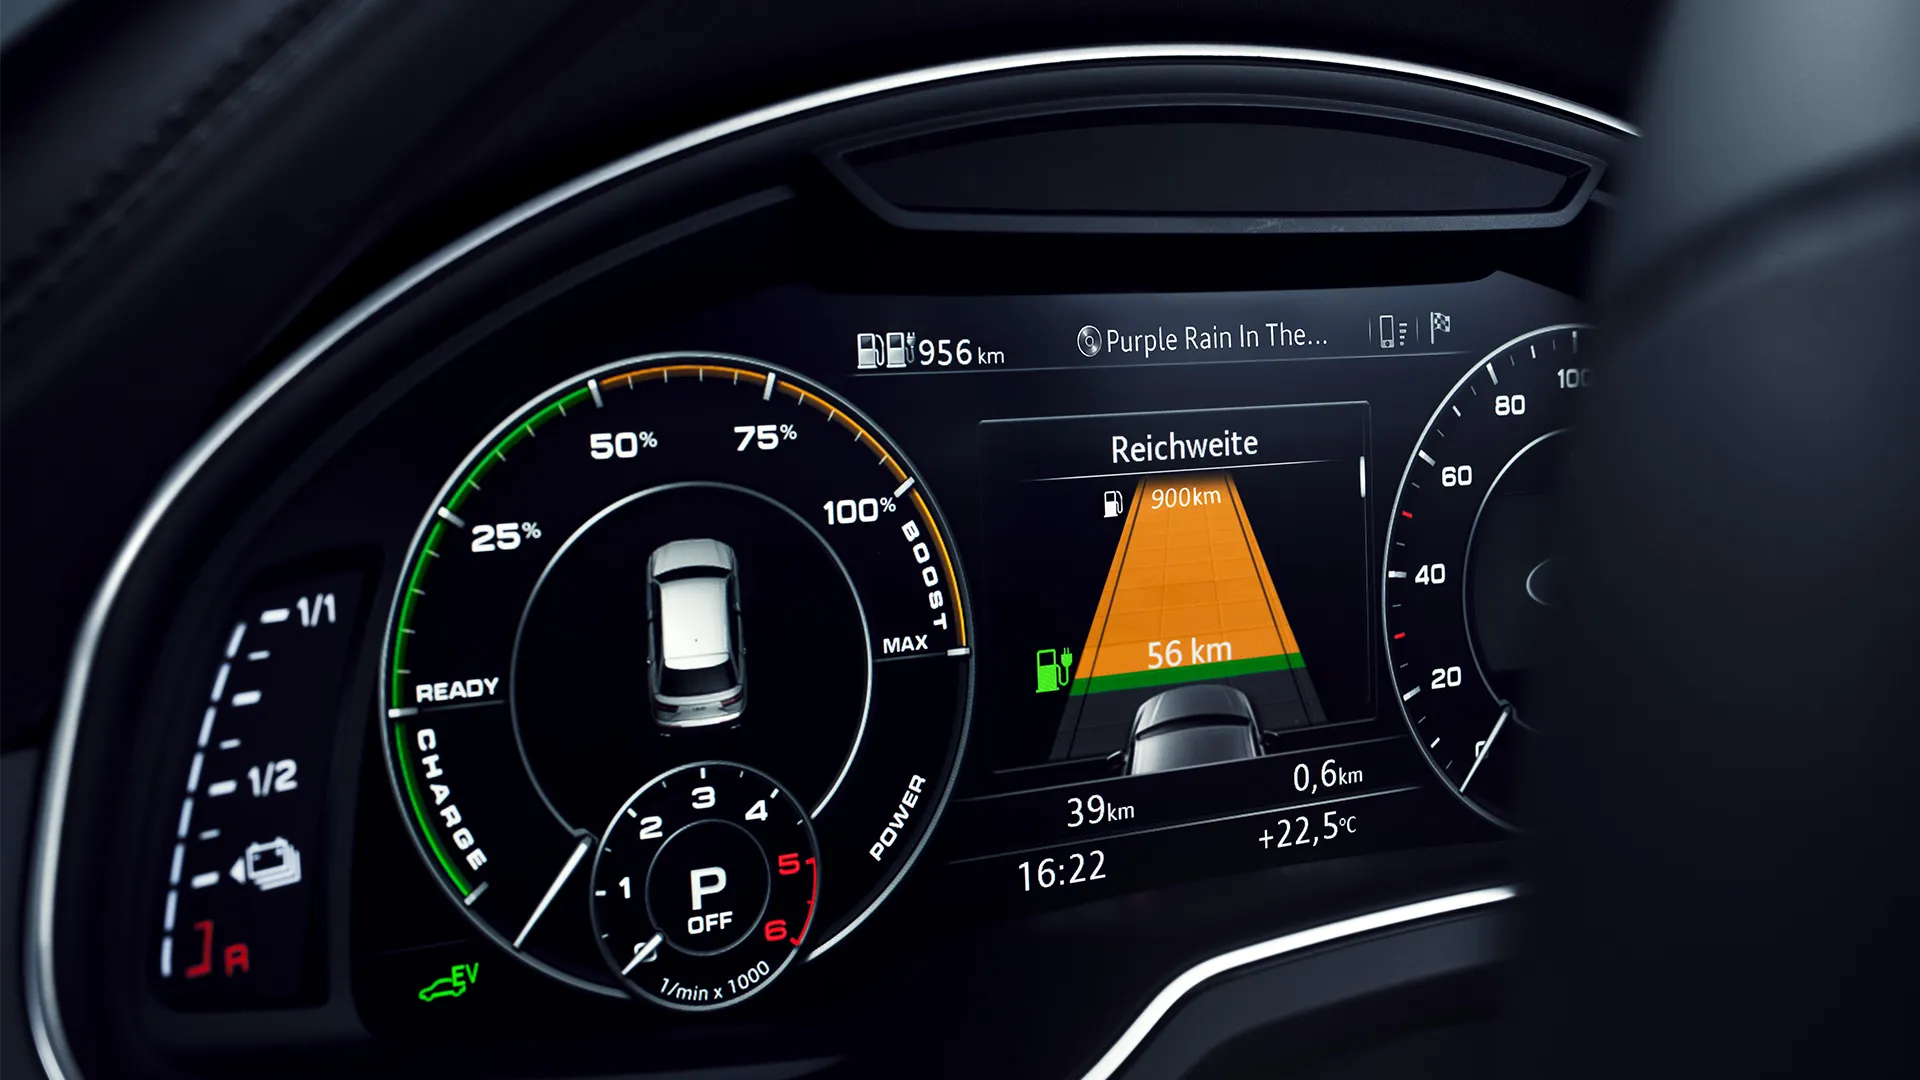 956 km
Purple Rain In The...
50%
75%
25%
100%
BOOST
MAX
READY
CHARGE
POWER
1/1
1/2
R
EV
1
2
3
4
5
6
P
OFF
1/min x 1000
Reichweite
900km
56 km
39km
0,6km
16:22
+22,5°C
100
80
60
40
20